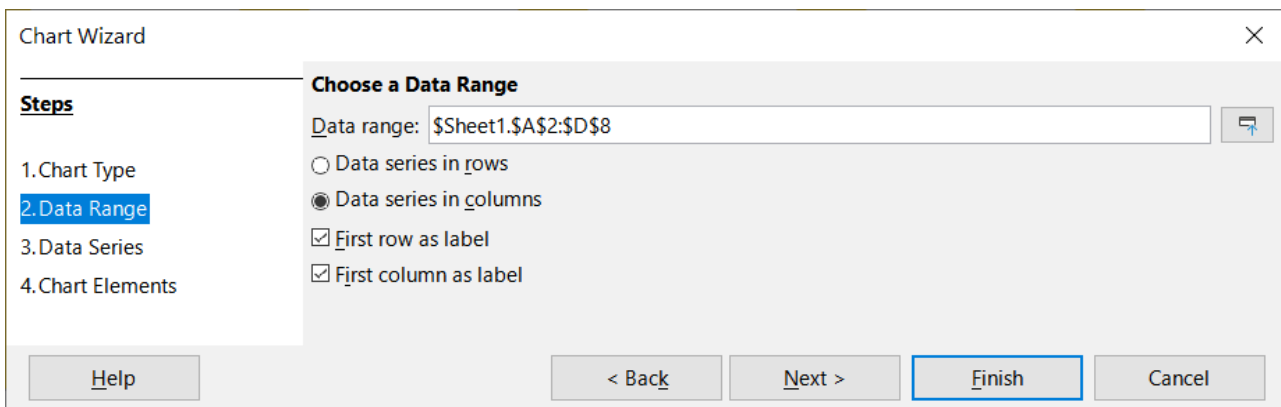 Chart Wizard
Steps
1. Chart Type
2. Data Range
3. Data Series
4. Chart Elements
Choose a Data Range
Data range: $Sheet1.$A$2:$D$8
Data series in rows
Data series in columns
First row as label
First column as label
Help
< Back
Next >
Finish
Cancel